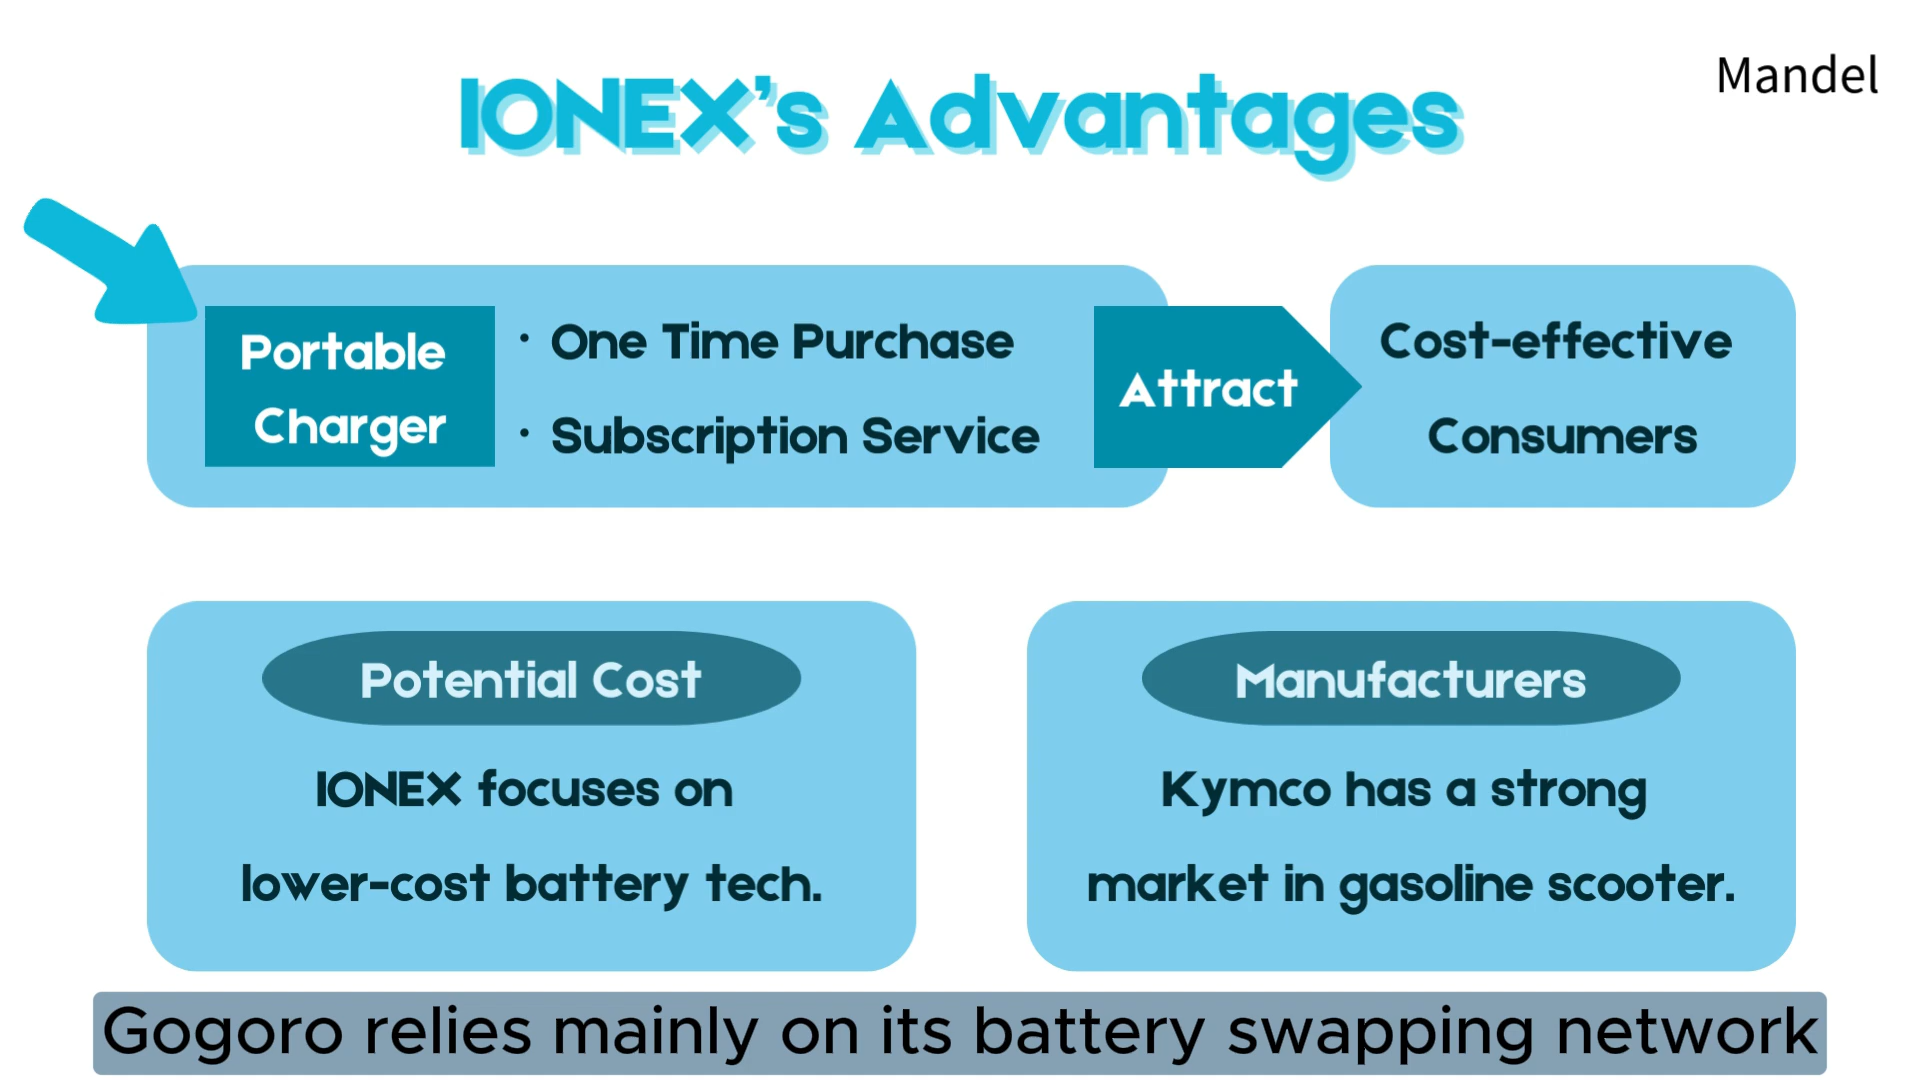 IONEX's Advantages
Mandel
Portable
Charger
· One Time Purchase
· Subscription Service
Attract
Cost-effective
Consumers
Potential Cost
IONEX focuses on
lower-cost battery tech.
Manufacturers
Kymco has a strong
market in gasoline scooter.
Gogoro relies mainly on its battery swapping network